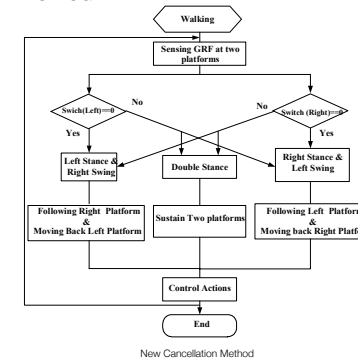 Walking
Sensing GRF at two
platforms
Swich(Left)==0
No
No
Switch (Right)==0
Yes
Yes
Left Stance &
Right Swing
Double Stance
Right Stance &
Left Swing
Following Right Platform
&
Moving Back Left Platform
Sustain Two platforms
Following Left Platform
&
Moving back Right Platf
Control Actions
End
New Cancellation Method